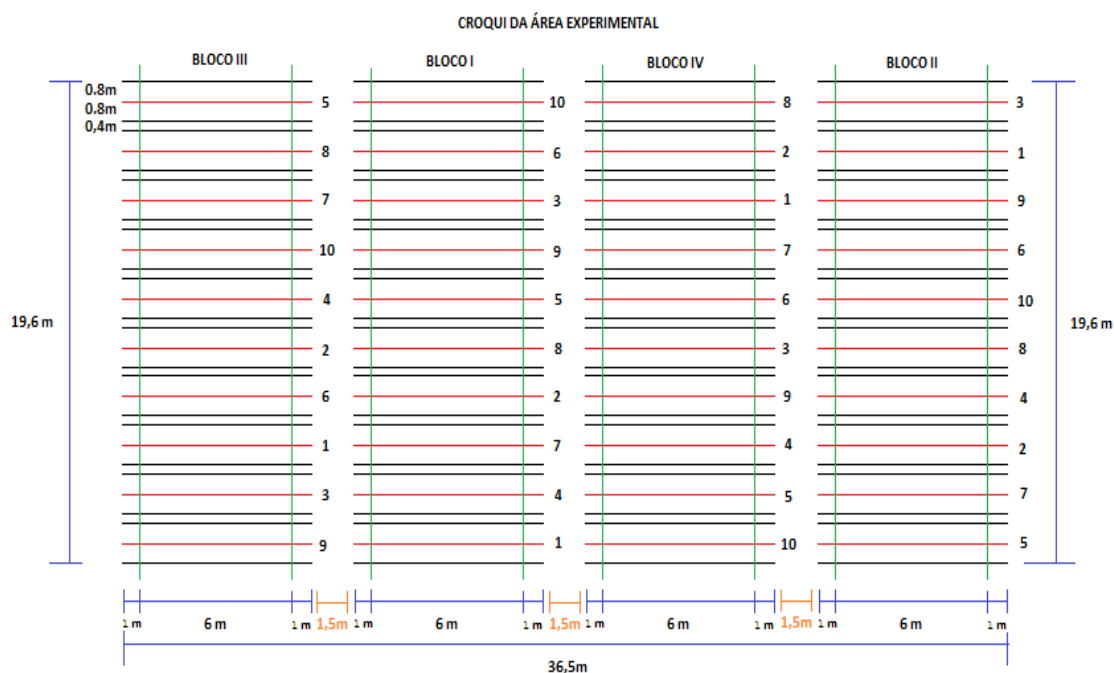 CROQUI DA ÁREA EXPERIMENTAL
BLOCO III BLOCO I BLOCO IV BLOCO II
0.8m
0.8m 5 10 8 3
0,4m
8 6 2 1
7 3 1 9
10 9 7 6
4 5 6 10
19,6 m 19,6 m
2 8 3 8
6 2 9 4
1 7 4 2
3 4 5 7
9 1 10 5
1 m 6 m 1 m 1,5m 1 m 6 m 1 m 1,5m 1 m 6 m 1 m 1,5m 1 m 6 m 1 m
36,5m